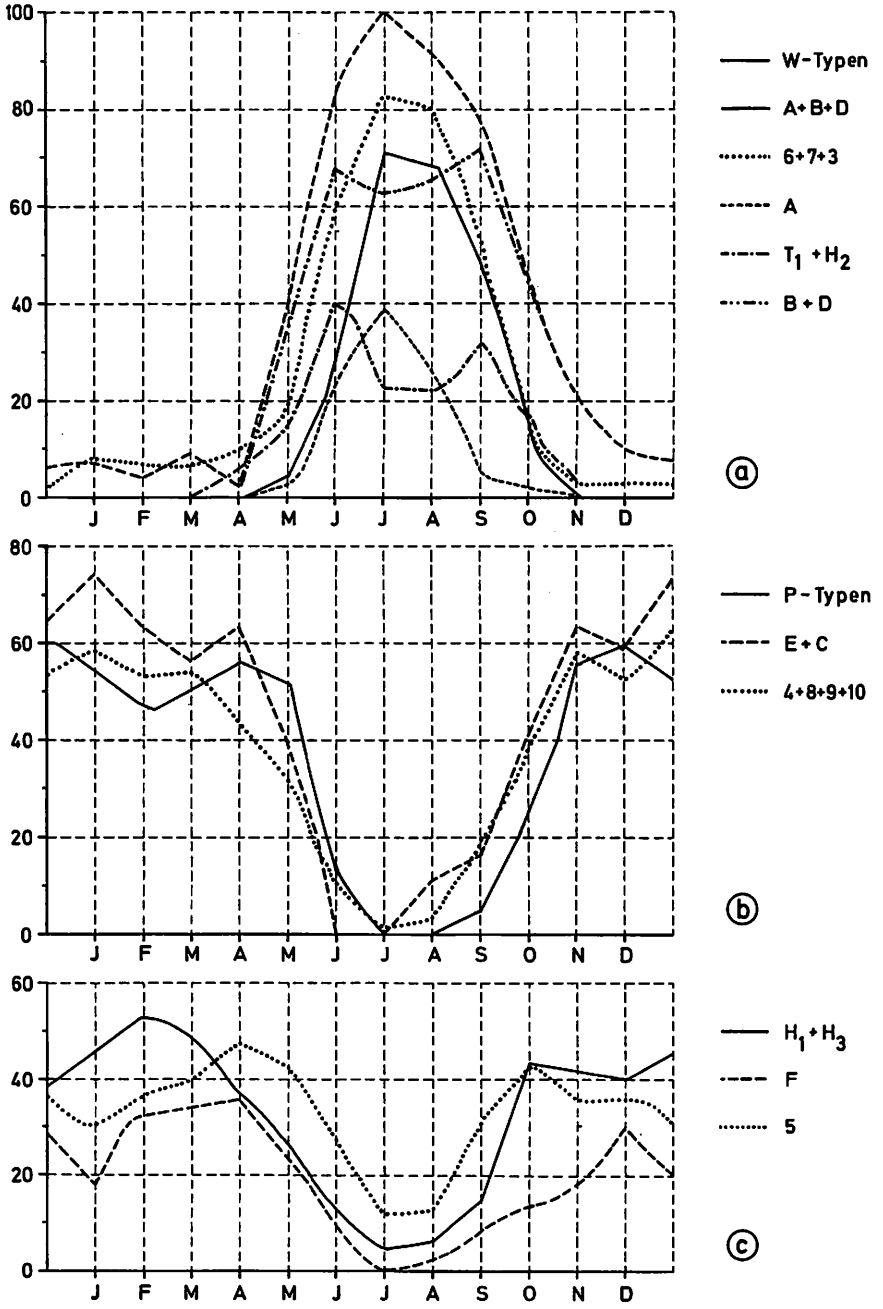 100
80
60
40
20
0
J F M A M J J A S O N D
W-Typen
A+B+D
6+7+3
A
T₁+H₂
B+D
a
80
60
40
20
0
J F M A M J J A S O N D
P-Typen
E+C
4+8+9+10
b
60
40
20
0
J F M A M J J A S O N D
H₁+H₃
F
5
c